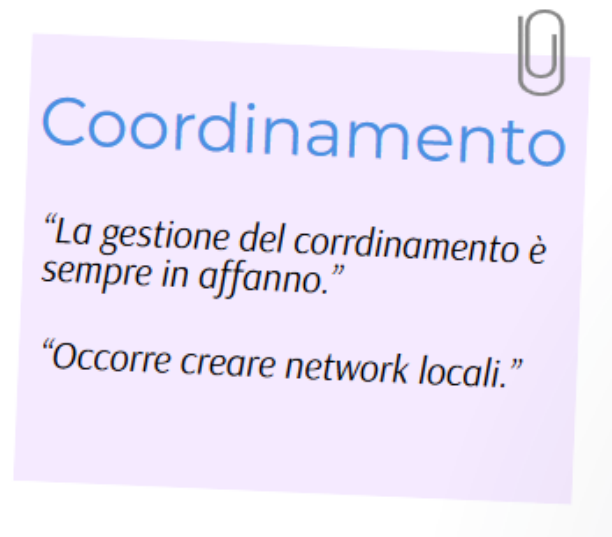 Coordinamento
“La gestione del corrdinamento è
sempre in affanno.”
“Occorre creare network locali.”